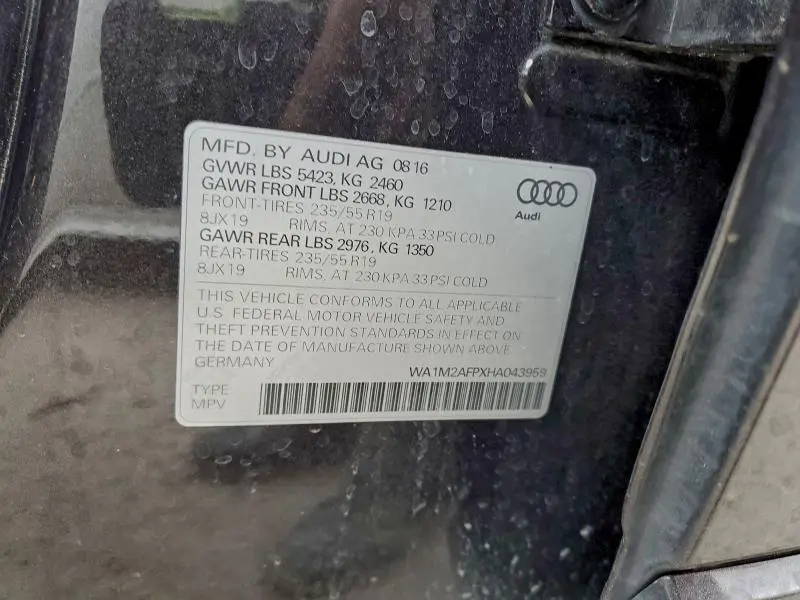 MFD. BY AUDI AG 08 16
GVWR LBS 5423, KG 2460
GAWR FRONT LBS 2668, KG 1210
FRONT-TIRES 235/55 R19
8JX19 RIMS, AT 230 KPA 33 PSI COLD
GAWR REAR LBS 2976, KG 1350
REAR-TIRES 235/55 R19
8JX19 RIMS, AT 230 KPA 33 PSI COLD
Audi
THIS VEHICLE CONFORMS TO ALL APPLICABLE
U.S. FEDERAL MOTOR VEHICLE SAFETY AND
THEFT PREVENTION STANDARDS IN EFFECT ON
THE DATE OF MANUFACTURE SHOWN ABOVE
GERMANY
WA1M2AFPXHA043959
TYPE
MPV